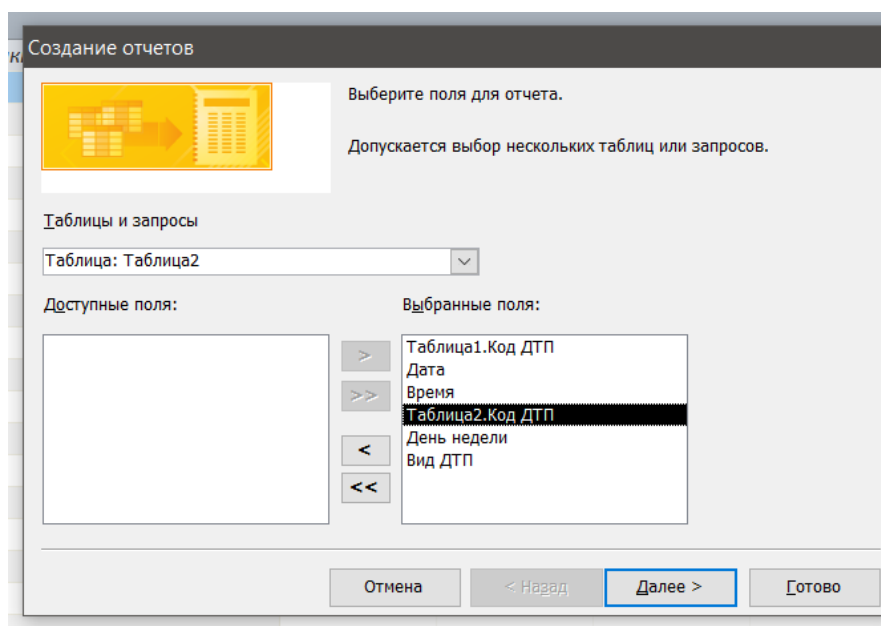 Создание отчетов
Выберите поля для отчета.
Допускается выбор нескольких таблиц или запросов.
Таблицы и запросы
Таблица: Таблица2
Доступные поля:
Выбранные поля:
>
>>
<
<<
Таблица1.Код ДТП
Дата
Время
Таблица2.Код ДТП
День недели
Вид ДТП
Отмена
< Назад
Далее >
Готово